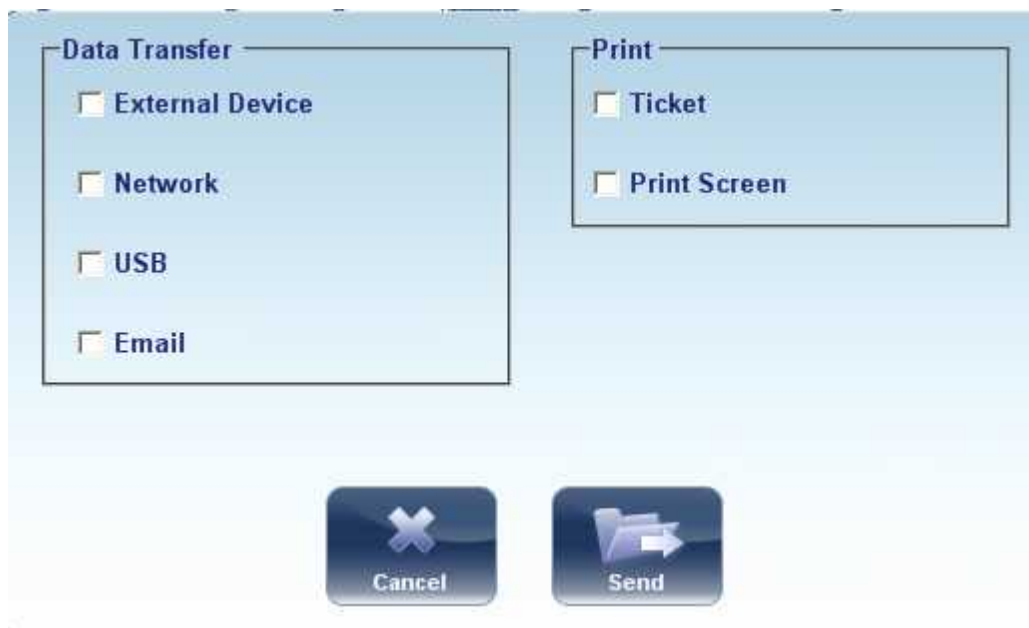 Data Transfer
External Device
Network
USB
Email
Print
Ticket
Print Screen
Cancel
Send